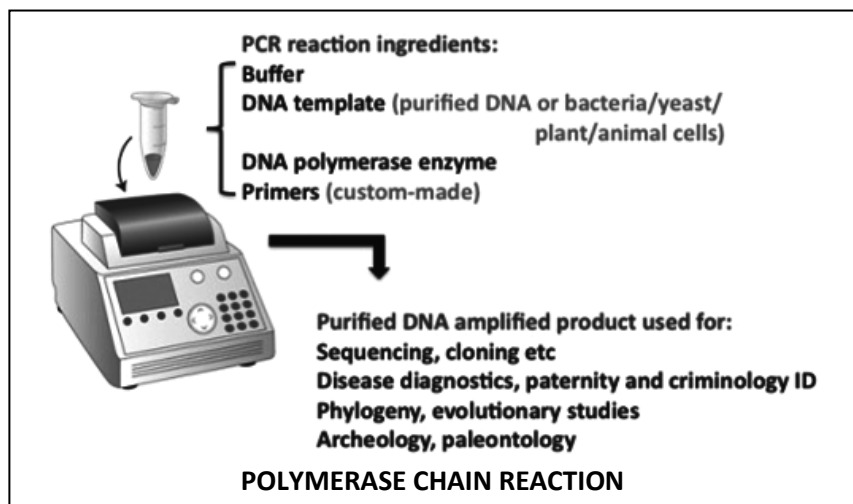 PCR reaction ingredients:
Buffer
DNA template (purified DNA or bacteria/yeast/
plant/animal cells)
DNA polymerase enzyme
Primers (custom-made)
Purified DNA amplified product used for:
Sequencing, cloning etc
Disease diagnostics, paternity and criminology ID
Phylogeny, evolutionary studies
Archeology, paleontology
POLYMERASE CHAIN REACTION